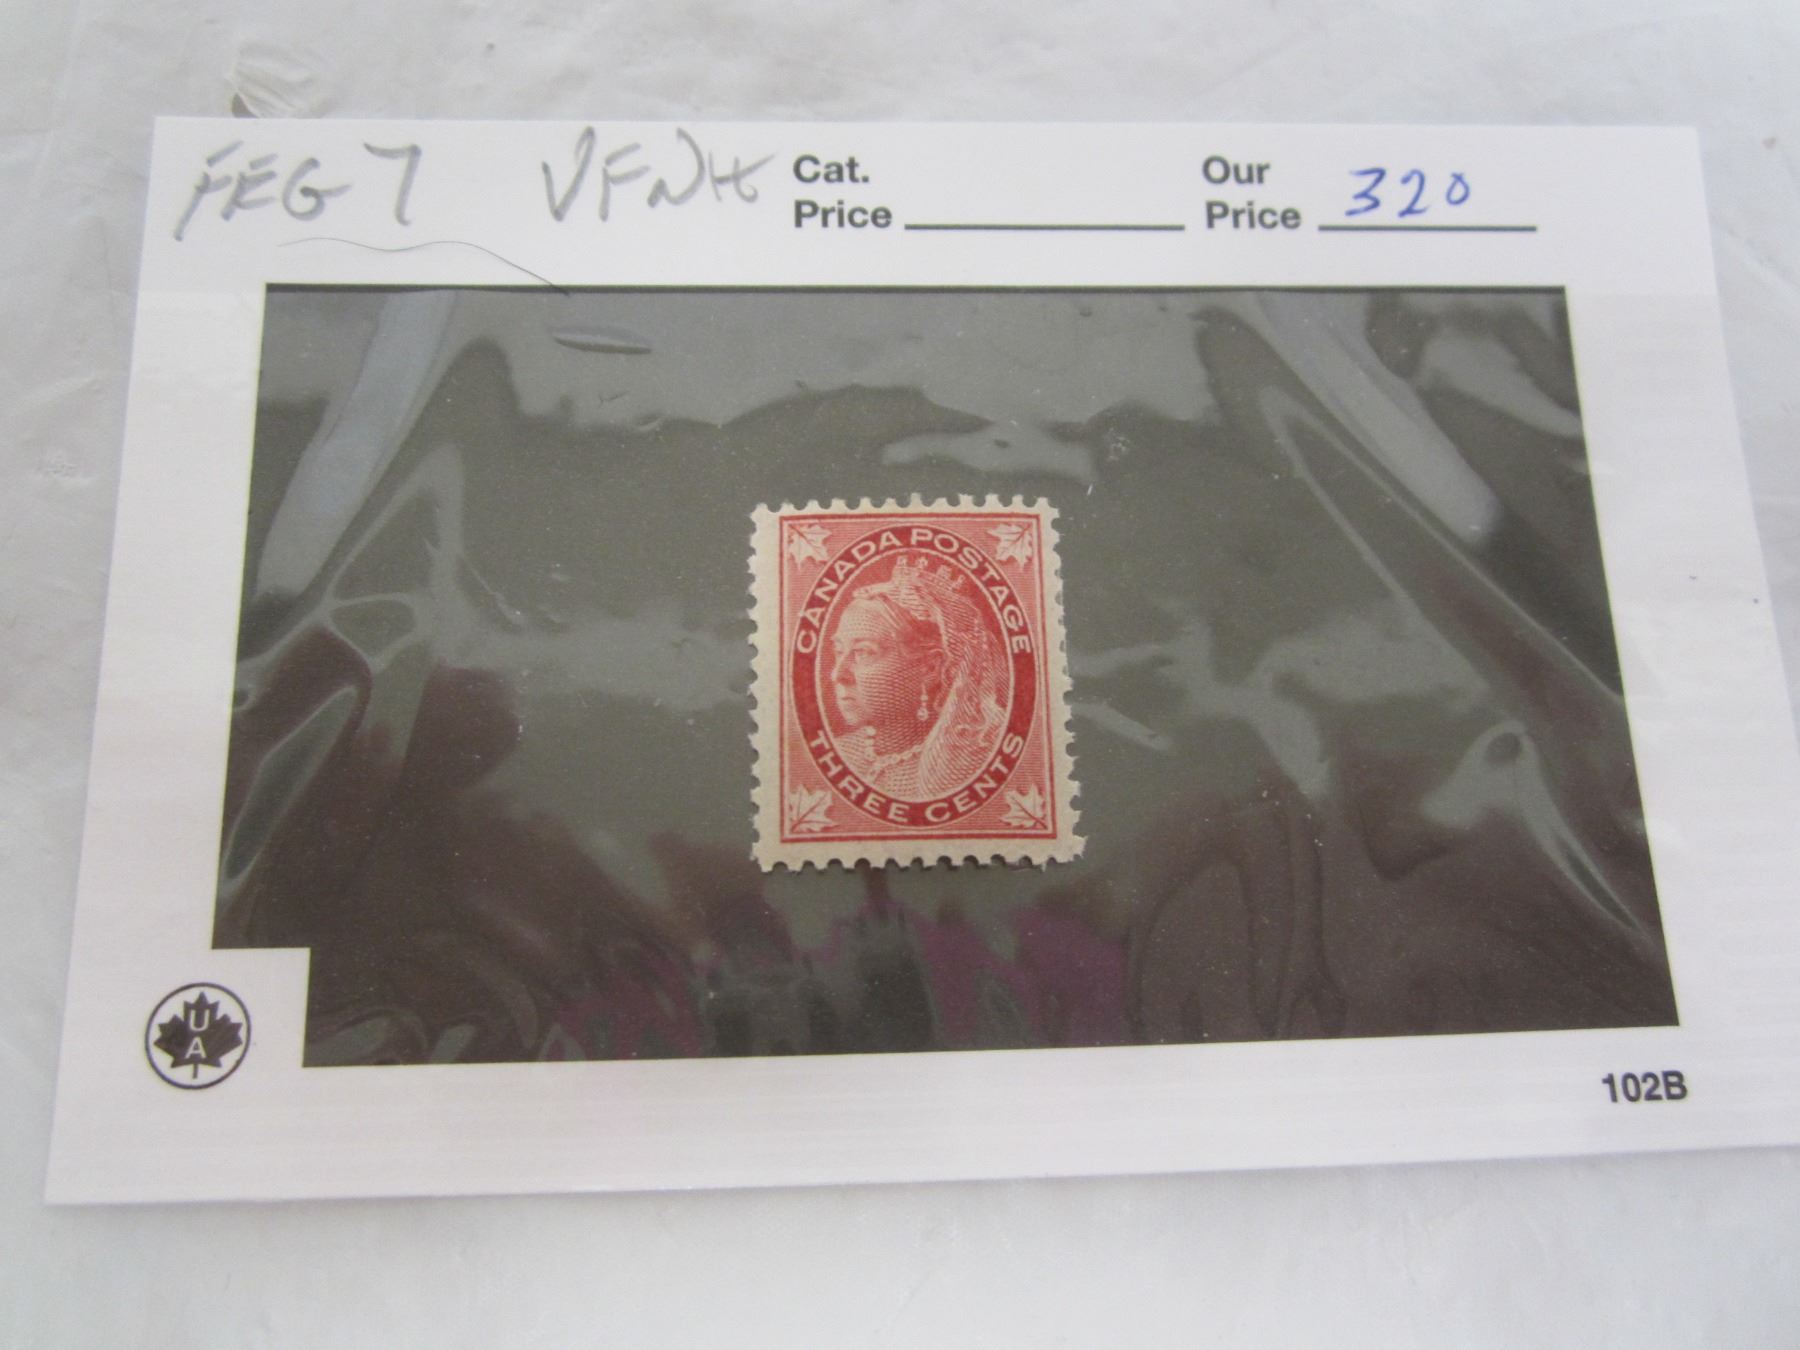 FEG 7 VFNH
Cat. Price
Our Price 320
CANADA POSTAGE
THREE CENTS
UA
102B